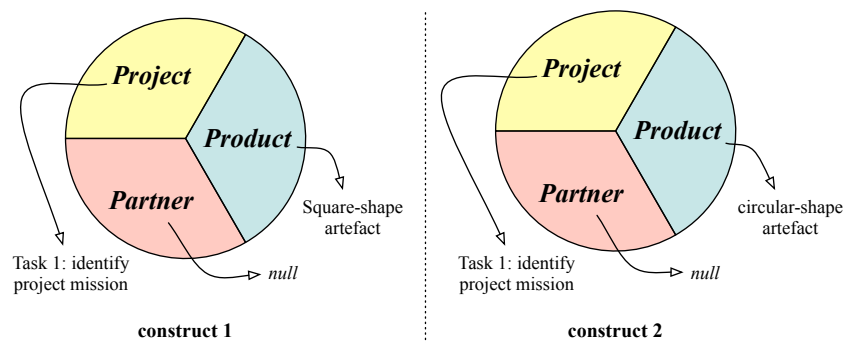 Project
Product
Partner
Square-shape
artefact
Task 1: identify
project mission
null
construct 1
Project
Product
Partner
circular-shape
artefact
Task 1: identify
project mission
null
construct 2